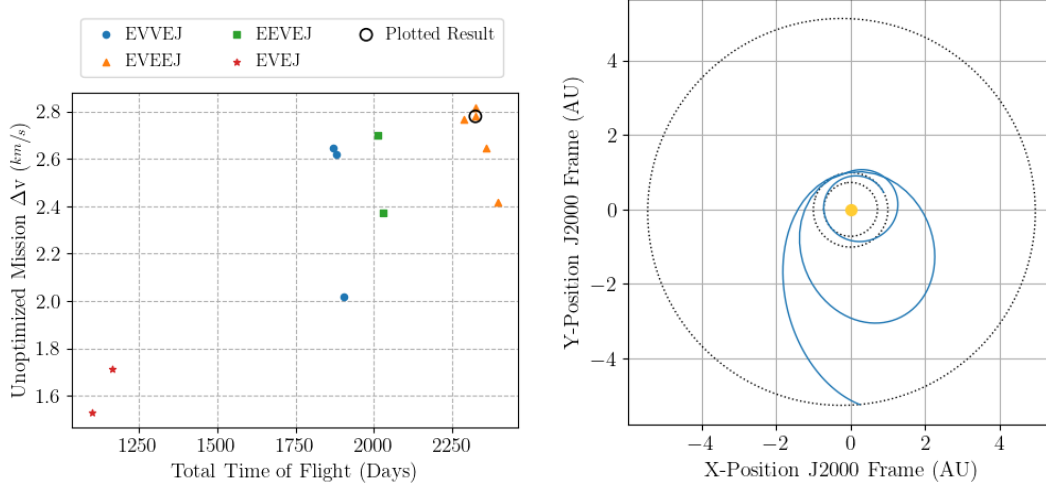 EVVEJ EEVEJ Plotted Result
EVEEJ EVEJ
Unoptimized Mission Δv (km/s)
2.8
2.6
2.4
2.2
2.0
1.8
1.6
1250 1500 1750 2000 2250
Total Time of Flight (Days)
Y-Position J2000 Frame (AU)
4
2
0
−2
−4
−4 −2 0 2 4
X-Position J2000 Frame (AU)